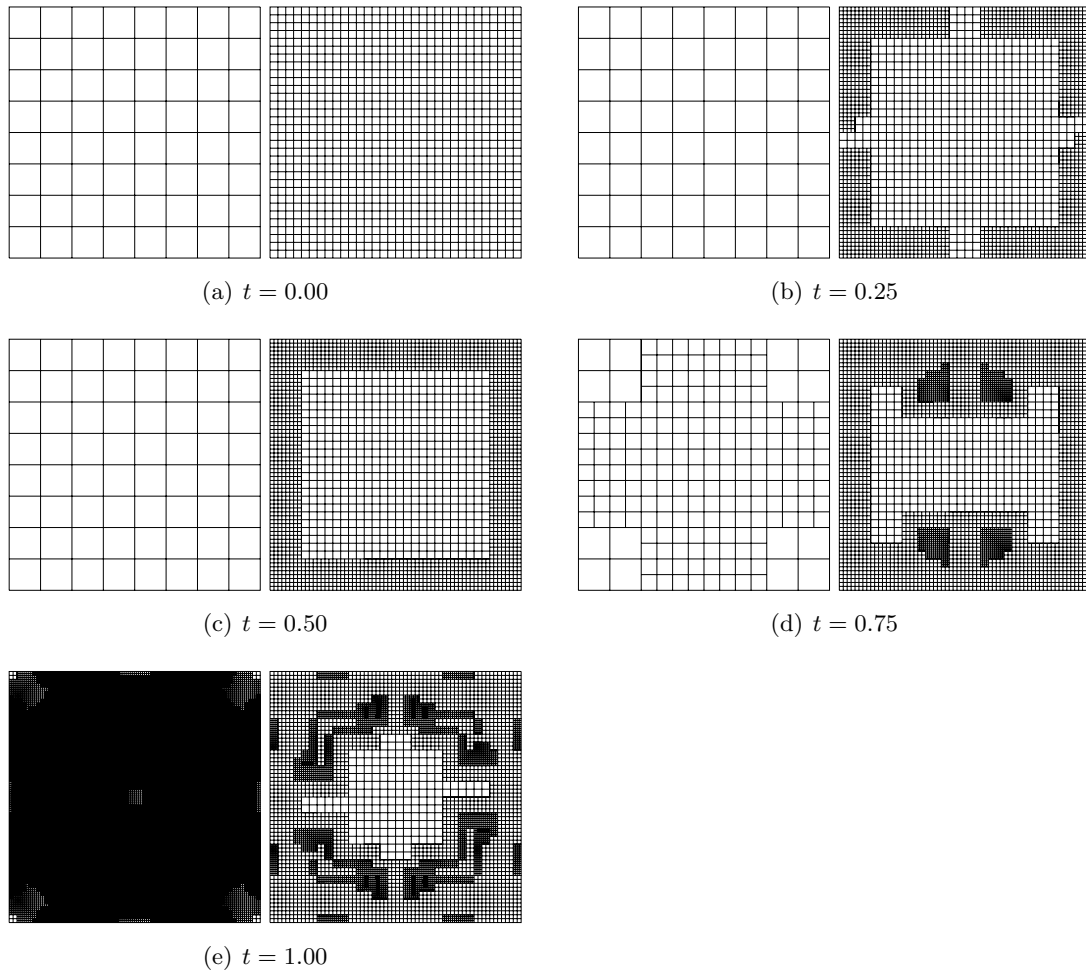 (a) t = 0.00
(b) t = 0.25
(c) t = 0.50
(d) t = 0.75
(e) t = 1.00